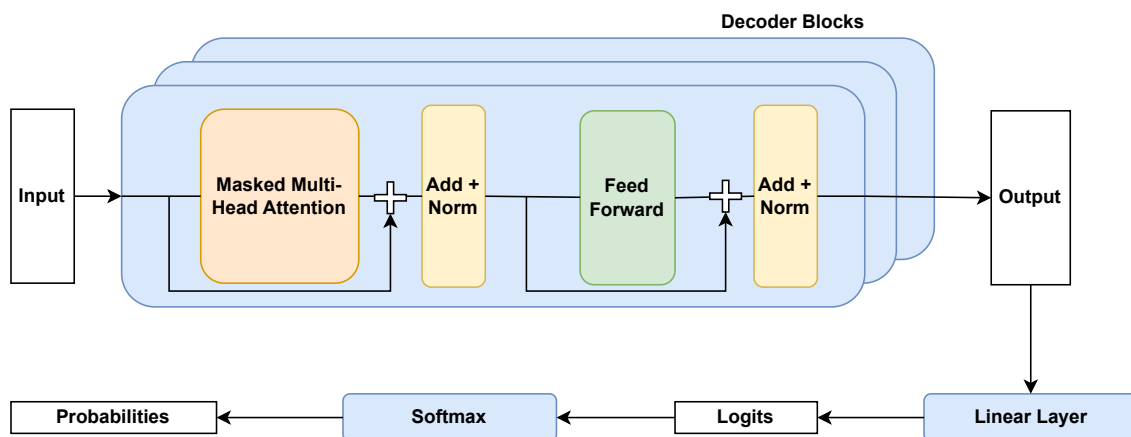 Decoder Blocks
Input
Masked Multi-
Head Attention
Add +
Norm
Feed
Forward
Add +
Norm
Output
Probabilities
Softmax
Logits
Linear Layer